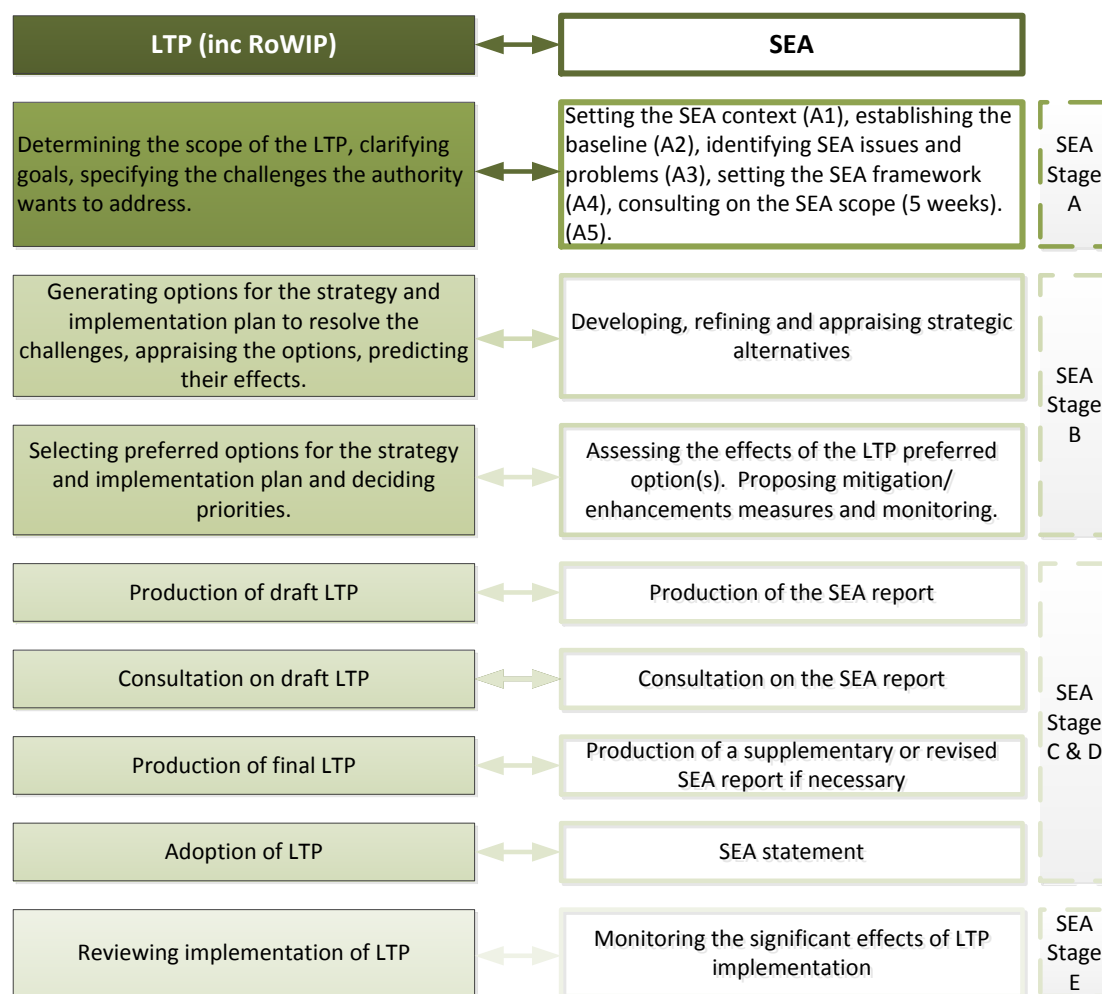 LTP (inc RoWIP)
SEA
Determining the scope of the LTP, clarifying
goals, specifying the challenges the authority
wants to address.
Setting the SEA context (A1), establishing the
baseline (A2), identifying SEA issues and
problems (A3), setting the SEA framework
(A4), consulting on the SEA scope (5 weeks).
(A5).
SEA
Stage
A
Generating options for the strategy and
implementation plan to resolve the
challenges, appraising the options, predicting
their effects.
Developing, refining and appraising strategic
alternatives
SEA
Stage
B
Selecting preferred options for the strategy
and implementation plan and deciding
priorities.
Assessing the effects of the LTP preferred
option(s).  Proposing mitigation/
enhancements measures and monitoring.
Production of draft LTP
Production of the SEA report
Consultation on draft LTP
Consultation on the SEA report
SEA
Stage
C & D
Production of final LTP
Production of a supplementary or revised
SEA report if necessary
Adoption of LTP
SEA statement
Reviewing implementation of LTP
Monitoring the significant effects of LTP
implementation
SEA
Stage
E